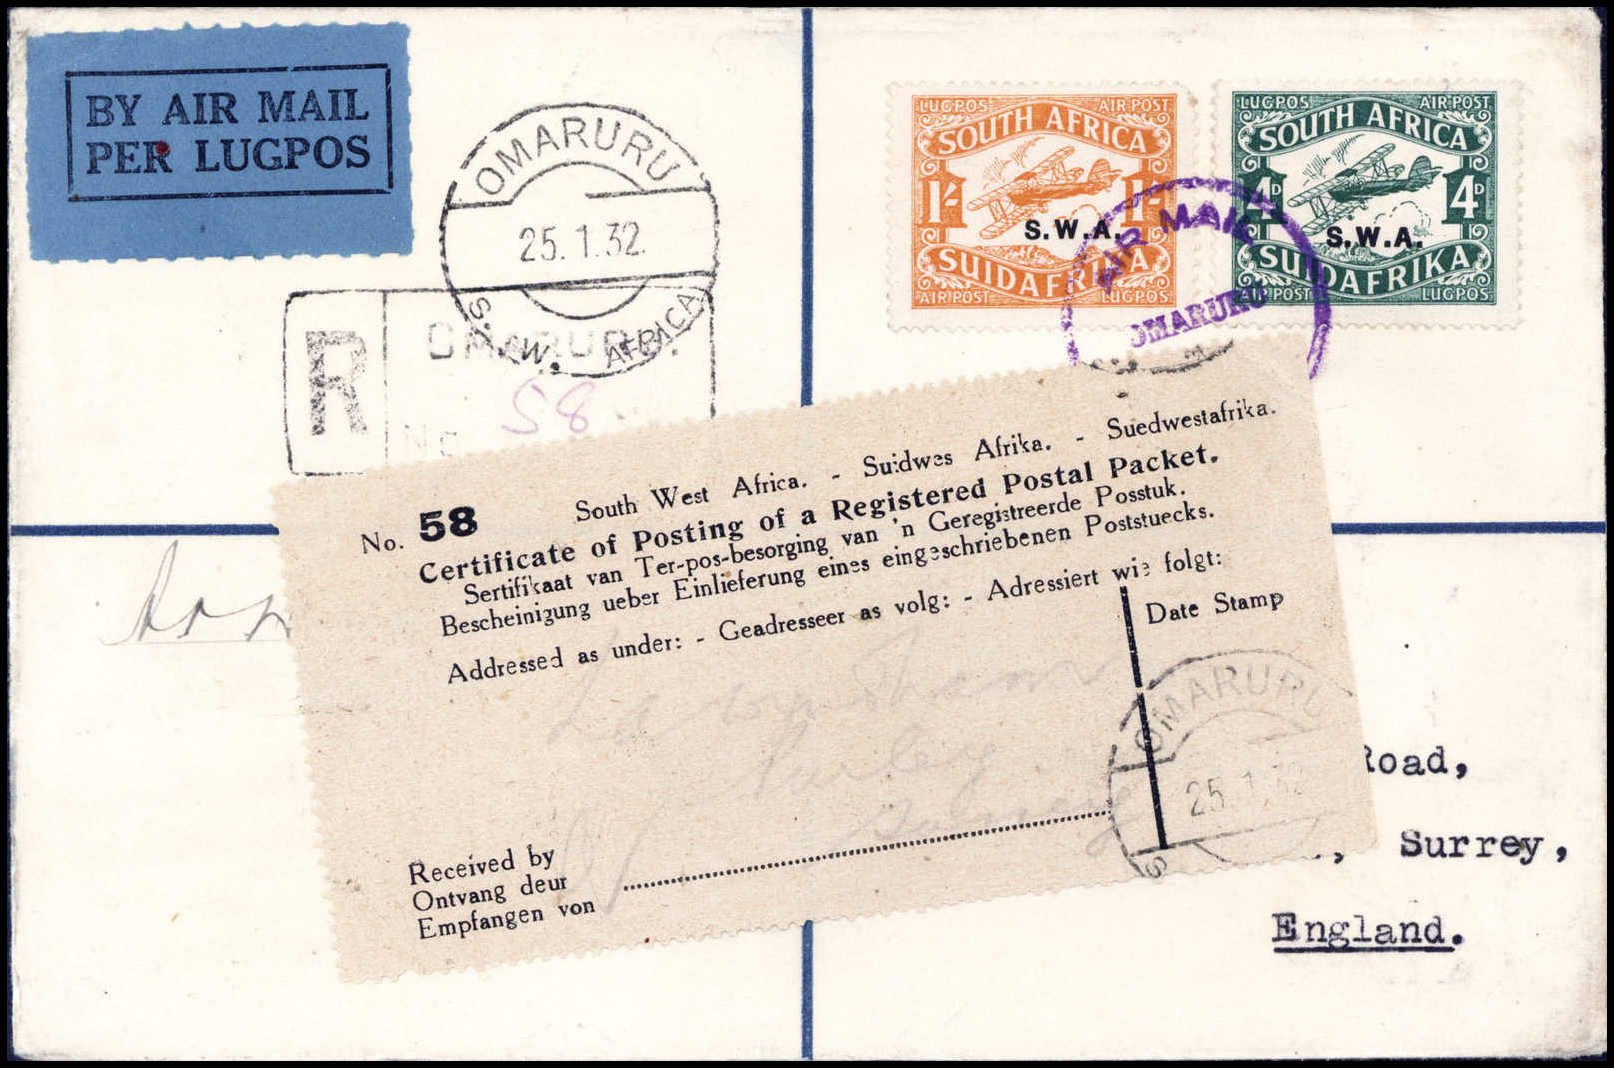 BY AIR MAIL
PER LUGPOS
OMARURU
25.1.32.
S.W. AFRICA
R
OMARURU.
58
No
LUGPOS AIR·POST
SOUTH AFRICA
1/- 1/-
S.W.A.
SUIDAFRIKA
AIR·POST LUGPOS
LUGPOS AIR·POST
SOUTH AFRICA
4D 4D
S.W.A.
SUIDAFRIKA
AIR·POST LUGPOS
AIR MAIL
OMARURU
No. 58 South West Africa. - Suidwes Afrika. - Suedwestafrika.
Certificate of Posting of a Registered Postal Packet.
Sertifikaat van Ter-pos-besorging van 'n Geregistreerde Posstuk.
Bescheinigung ueber Einlieferung eines eingeschriebenen Poststuecks.
Addressed as under: - Geadresseer as volg: - Adressiert wie folgt:
Date Stamp
Purley
Surrey
OMARURU
25.1.32
S
Received by
Ontvang deur
Empfangen von
Road,
, Surrey,
England.